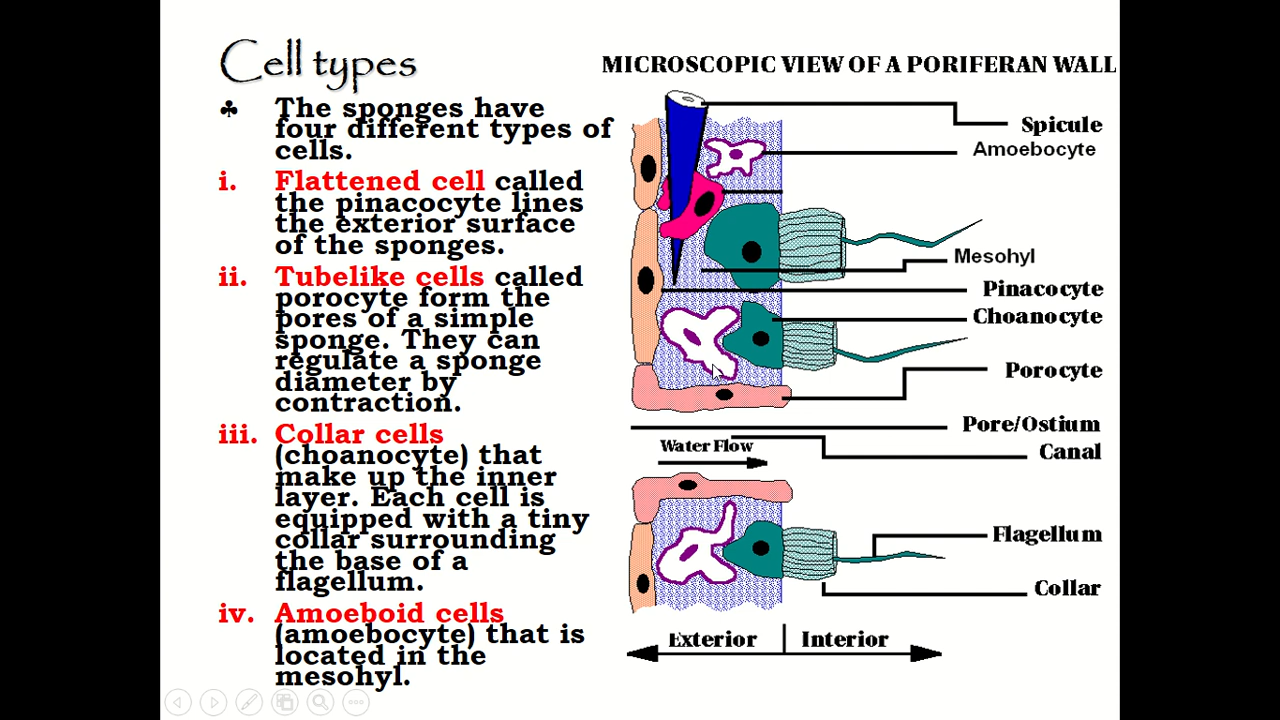 Cell types
♣ The sponges have
four different types of
cells.
i. Flattened cell called
the pinacocyte lines
the exterior surface
of the sponges.
ii. Tubelike cells called
porocyte form the
pores of a simple
sponge. They can
regulate a sponge
diameter by
contraction.
iii. Collar cells
(choanocyte) that
make up the inner
layer. Each cell is
equipped with a tiny
collar surrounding
the base of a
flagellum.
iv. Amoeboid cells
(amoebocyte) that is
located in the
mesohyl.
MICROSCOPIC VIEW OF A PORIFERAN WALL
Spicule
Amoebocyte
Mesohyl
Pinacocyte
Choanocyte
Porocyte
Pore/Ostium
Water Flow
Canal
Flagellum
Collar
Exterior
Interior